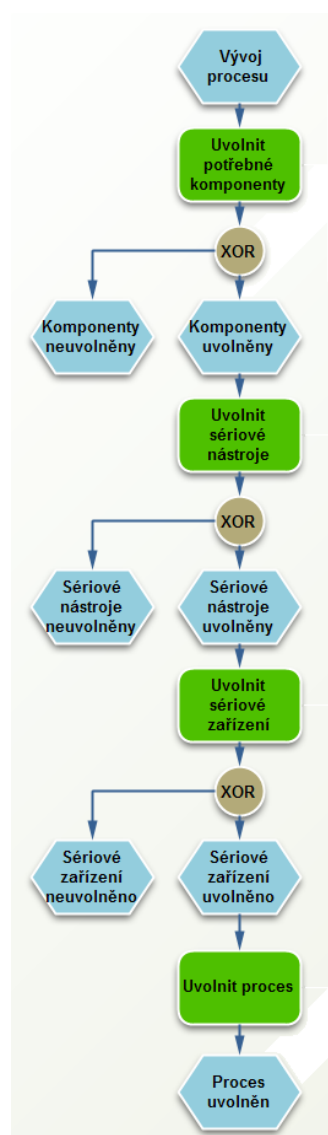 Vývoj
procesu
Uvolnit
potřebné
komponenty
XOR
Komponenty
neuvolněny
Komponenty
uvolněny
Uvolnit
sériové
nástroje
XOR
Sériové
nástroje
neuvolněny
Sériové
nástroje
uvolněny
Uvolnit
sériové
zařízení
XOR
Sériové
zařízení
neuvolněno
Sériové
zařízení
uvolněno
Uvolnit proces
Proces
uvolněn